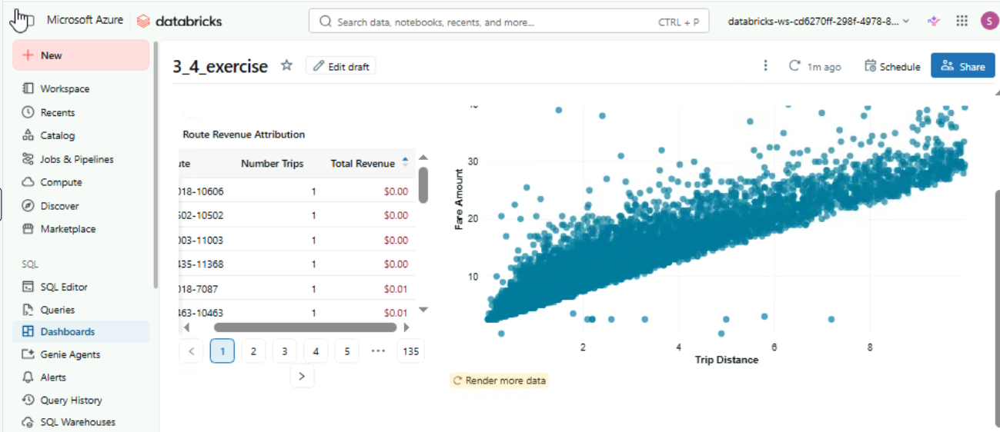 Microsoft Azure databricks Search data, notebooks, recents, and more... CTRL + P databricks-ws-cd6270ff-298f-4978-8... S
New
Workspace
Recents
Catalog
Jobs & Pipelines
Compute
Discover
Marketplace
SQL
SQL Editor
Queries
Dashboards
Genie Agents
Alerts
Query History
SQL Warehouses
3_4_exercise Edit draft 1m ago Schedule Share
Route Revenue Attribution
ute Number Trips Total Revenue
018-10606 1 $0.00
502-10502 1 $0.00
003-11003 1 $0.00
435-11368 1 $0.00
018-7087 1 $0.01
463-10463 1 $0.01
< 1 2 3 4 5 ••• 135
>
Fare Amount
30
20
10
2 4 6 8
Trip Distance
Render more data